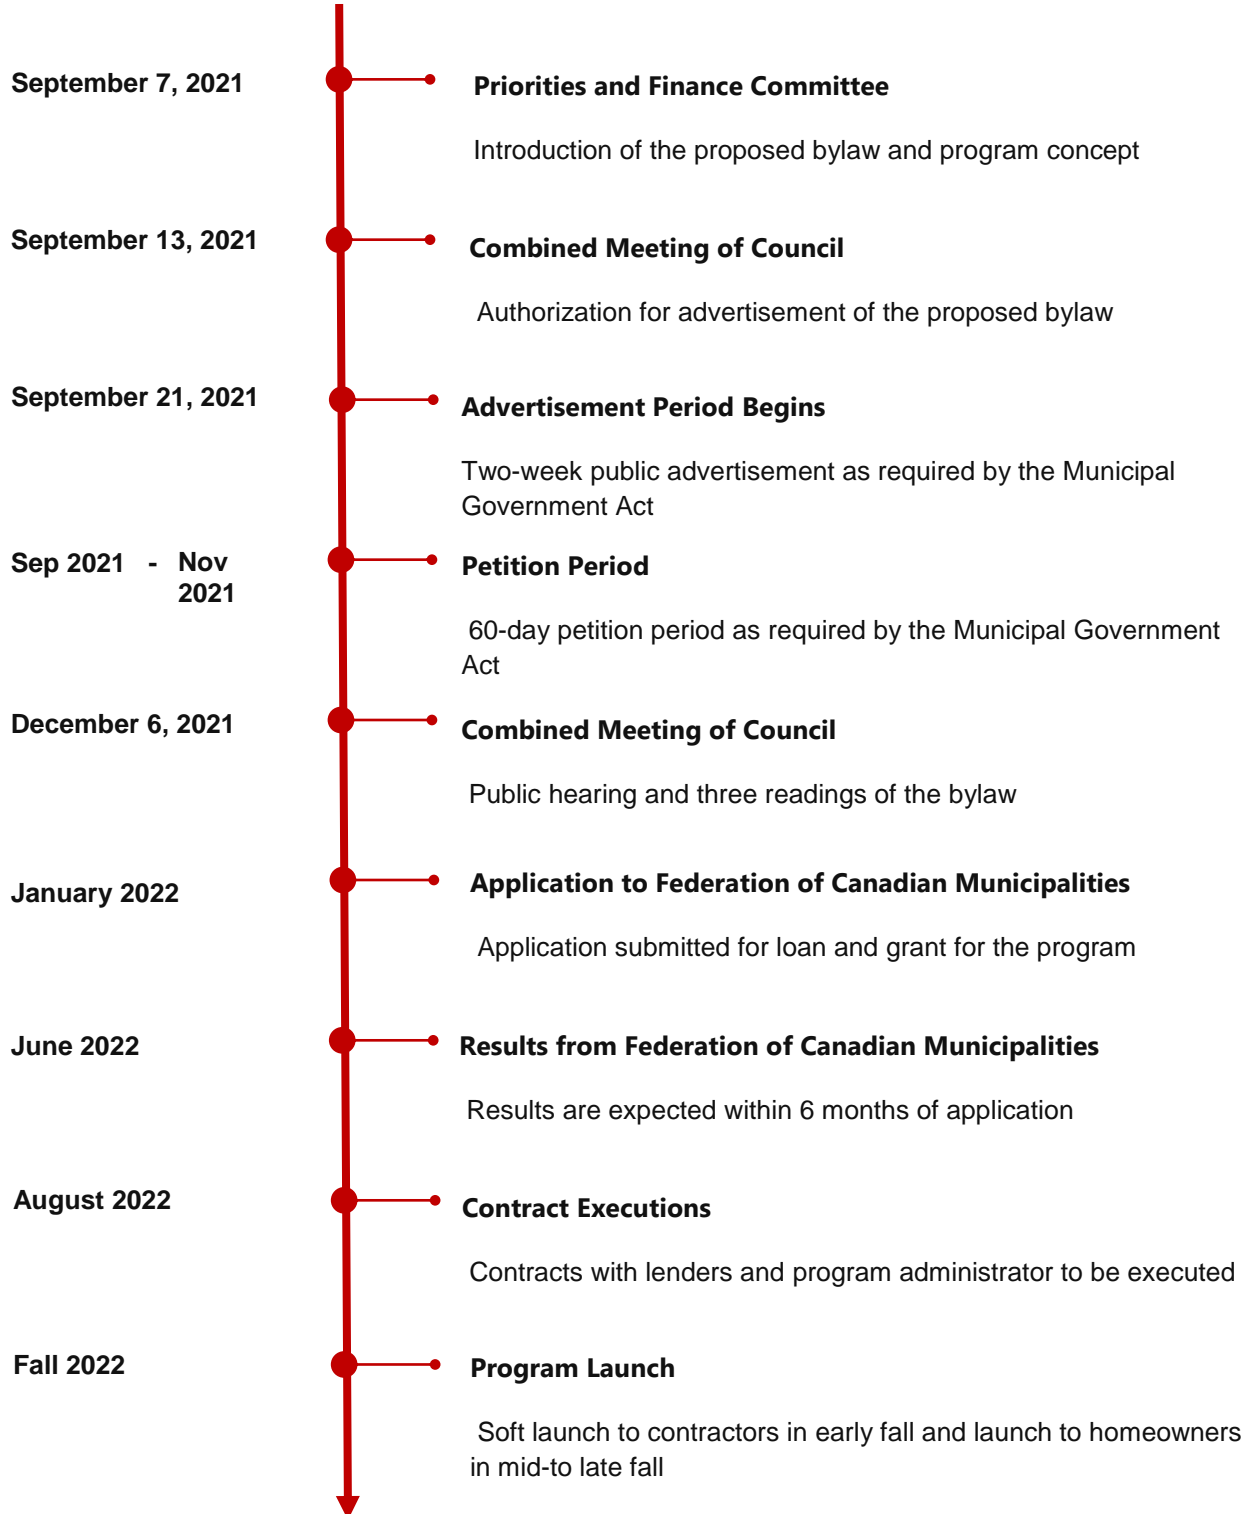 September 7, 2021
Priorities and Finance Committee
Introduction of the proposed bylaw and program concept
September 13, 2021
Combined Meeting of Council
Authorization for advertisement of the proposed bylaw
September 21, 2021
Advertisement Period Begins
Two-week public advertisement as required by the Municipal
Government Act
Sep 2021 - Nov
2021
Petition Period
60-day petition period as required by the Municipal Government
Act
December 6, 2021
Combined Meeting of Council
Public hearing and three readings of the bylaw
January 2022
Application to Federation of Canadian Municipalities
Application submitted for loan and grant for the program
June 2022
Results from Federation of Canadian Municipalities
Results are expected within 6 months of application
August 2022
Contract Executions
Contracts with lenders and program administrator to be executed
Fall 2022
Program Launch
Soft launch to contractors in early fall and launch to homeowners
in mid-to late fall